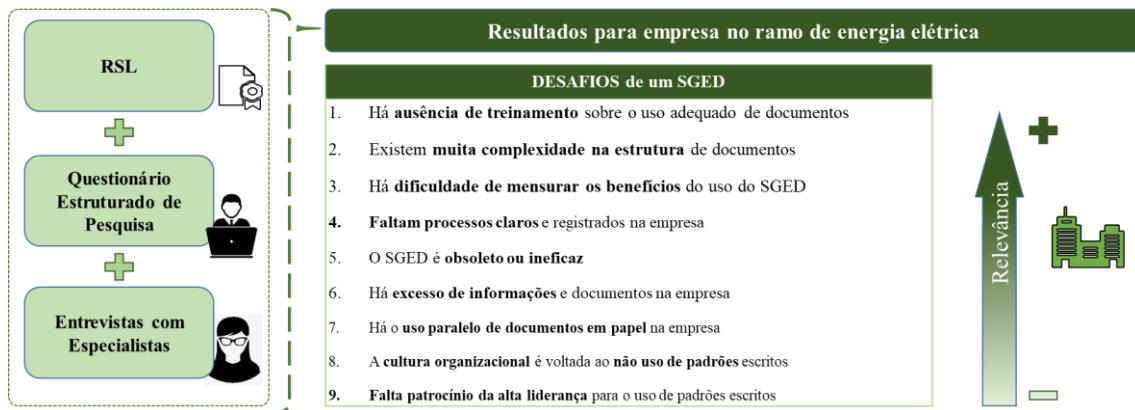 RSL
Questionário
Estruturado de
Pesquisa
Entrevistas com
Especialistas
Resultados para empresa no ramo de energia elétrica
DESAFIOS de um SGED
1. Há ausência de treinamento sobre o uso adequado de documentos
2. Existem muita complexidade na estrutura de documentos
3. Há dificuldade de mensurar os benefícios do uso do SGED
4. Faltam processos claros e registrados na empresa
5. O SGED é obsoleto ou ineficaz
6. Há excesso de informações e documentos na empresa
7. Há o uso paralelo de documentos em papel na empresa
8. A cultura organizacional é voltada ao não uso de padrões escritos
9. Falta patrocínio da alta liderança para o uso de padrões escritos
Relevância